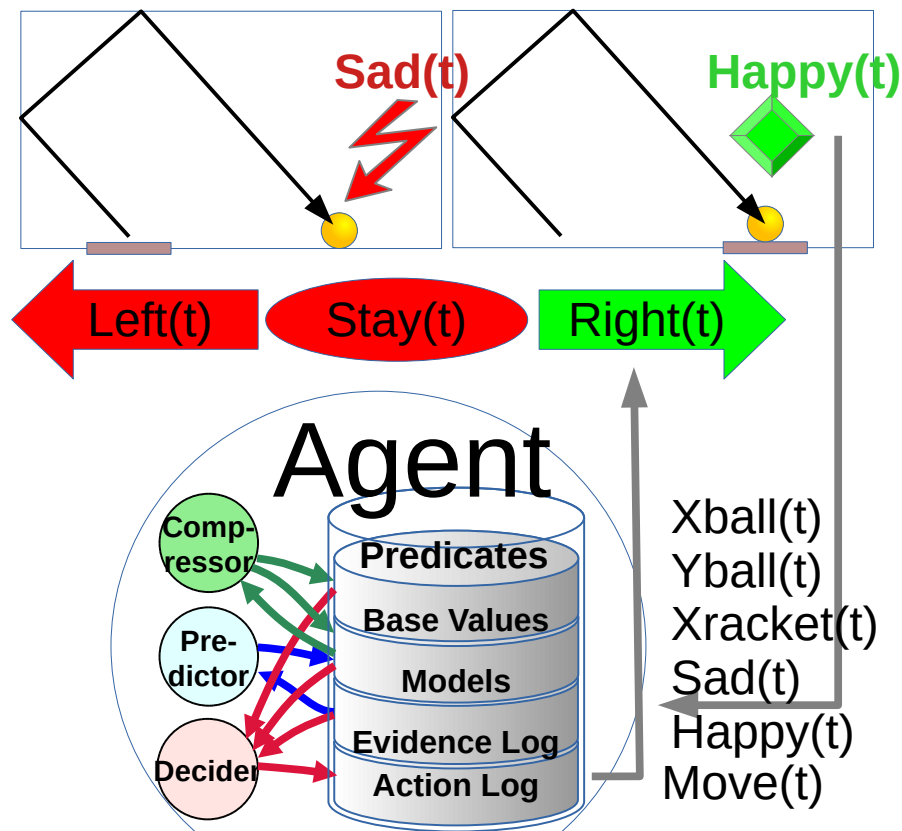 Sad(t)
Happy(t)
Left(t)
Stay(t)
Right(t)
Agent
Comp-
ressor
Pre-
dictor
Decider
Predicates
Base Values
Models
Evidence Log
Action Log
Xball(t)
Yball(t)
Xracket(t)
Sad(t)
Happy(t)
Move(t)